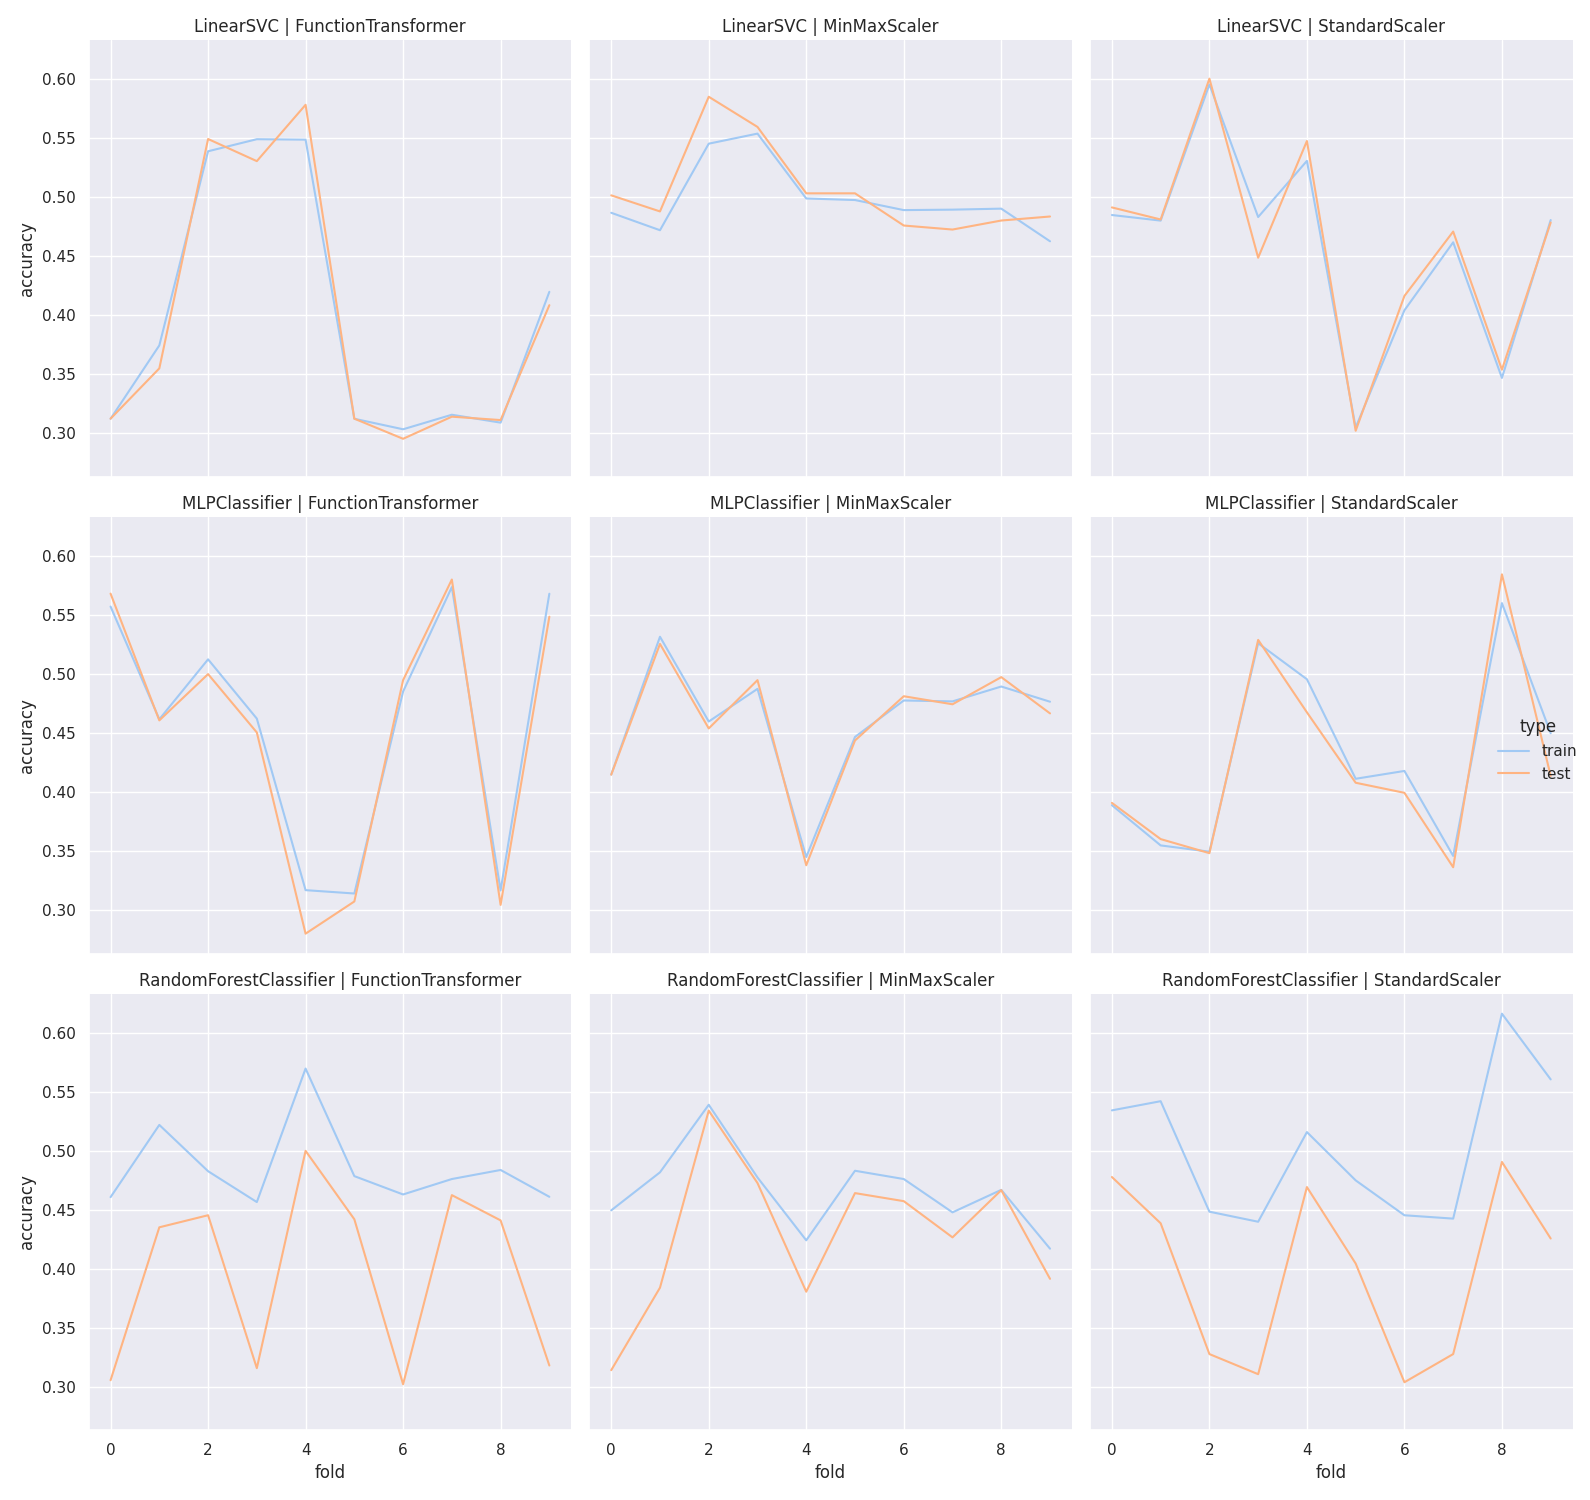 LinearSVC | FunctionTransformer
LinearSVC | MinMaxScaler
LinearSVC | StandardScaler
accuracy
0.60
0.55
0.50
0.45
0.40
0.35
0.30
MLPClassifier | FunctionTransformer
MLPClassifier | MinMaxScaler
MLPClassifier | StandardScaler
accuracy
0.60
0.55
0.50
0.45
0.40
0.35
0.30
type
train
test
RandomForestClassifier | FunctionTransformer
RandomForestClassifier | MinMaxScaler
RandomForestClassifier | StandardScaler
accuracy
0.60
0.55
0.50
0.45
0.40
0.35
0.30
0 2 4 6 8
0 2 4 6 8
0 2 4 6 8
fold
fold
fold